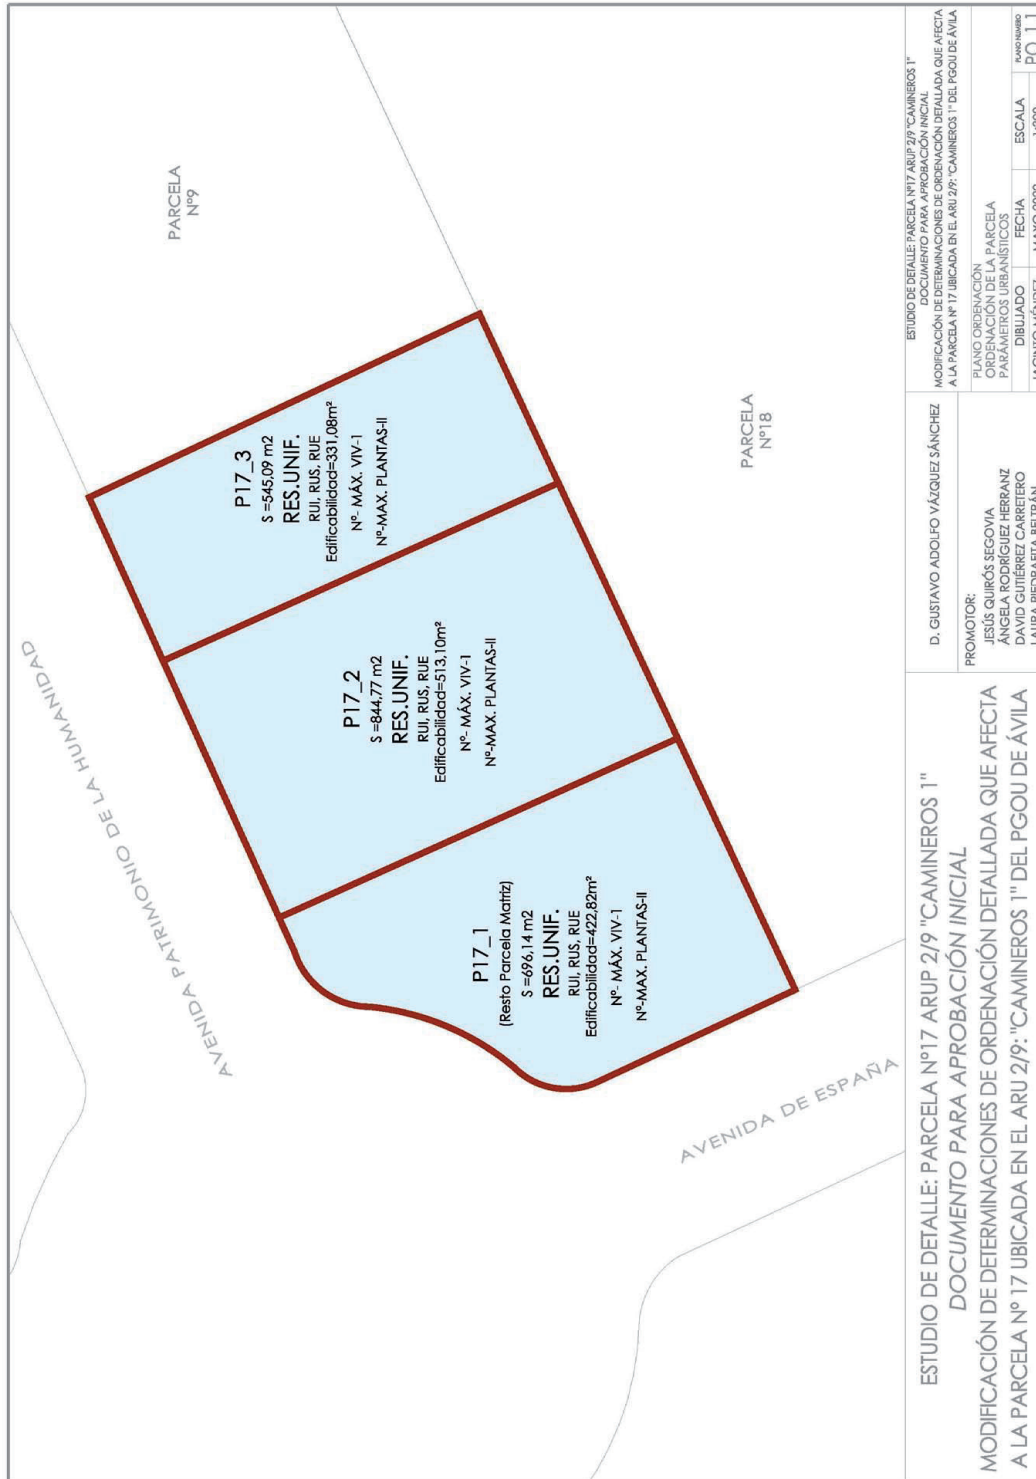 AVENIDA PATRIMONIO DE LA HUMANIDAD
PARCELA
Nº9
P17_3
S =545,09 m2
RES.UNIF.
RUI, RUS, RUE
Edificabilidad=331,08m²
Nº- MÁX. VIV-1
Nº-MAX. PLANTAS-II
P17_2
S =844,77 m2
RES.UNIF.
RUI, RUS, RUE
Edificabilidad=513,10m²
Nº- MÁX. VIV-1
Nº-MAX. PLANTAS-II
P17_1
(Resto Parcela Matriz)
S =696,14 m2
RES.UNIF.
RUI, RUS, RUE
Edificabilidad=422,82m²
Nº- MÁX. VIV-1
Nº-MAX. PLANTAS-II
PARCELA
Nº18
AVENIDA DE ESPAÑA
ESTUDIO DE DETALLE: PARCELA Nº17 ARUP 2/9 "CAMINEROS 1"
DOCUMENTO PARA APROBACIÓN INICIAL
MODIFICACIÓN DE DETERMINACIONES DE ORDENACIÓN DETALLADA QUE AFECTA
A LA PARCELA Nº 17 UBICADA EN EL ARU 2/9: "CAMINEROS 1" DEL PGOU DE ÁVILA
D. GUSTAVO ADOLFO VÁZQUEZ SÁNCHEZ
PROMOTOR:
JESÚS QUIRÓS SEGOVIA
ÁNGELA RODRÍGUEZ HERRANZ
DAVID GUTIÉRREZ CARRETERO
LAURA PIEDRAFITA BELTRÁN
ESTUDIO DE DETALLE: PARCELA Nº17 ARUP 2/9 "CAMINEROS 1"
DOCUMENTO PARA APROBACIÓN INICIAL
MODIFICACIÓN DE DETERMINACIONES DE ORDENACIÓN DETALLADA QUE AFECTA
A LA PARCELA Nº 17 UBICADA EN EL ARU 2/9: "CAMINEROS 1" DEL PGOU DE ÁVILA
PLANO ORDENACIÓN
ORDENACIÓN DE LA PARCELA
PARÁMETROS URBANÍSTICOS
DIBUJADO FECHA ESCALA PLANO NÚMERO
JACINTO MÉNDEZ MAYO